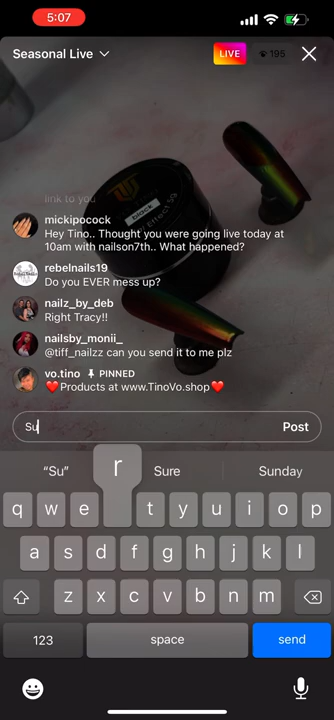 5:07
Seasonal Live
LIVE
195
link to you
mickipocock
Hey Tino.. Thought you were going live today at
10am with nailson7th.. What happened?
rebelnails19
Do you EVER mess up?
nailz_by_deb
Right Tracy!!
nailsby_monii_
@tiff_nailzz can you send it to me plz
vo.tino PINNED
❤️Products at www.TinoVo.shop❤️
Su
Post
“Su” Sure Sunday
r
q w e t y u i o p
a s d f g h j k l
z x c v b n m
123 space send